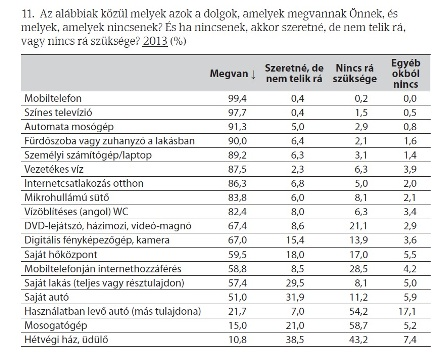 11. Az alábbiak közül melyek azok a dolgok, amelyek megvannak Önnek, és
melyek, amelyek nincsenek? És ha nincsenek, akkor szeretné, de nem telik rá,
vagy nincs rá szüksége? 2013 (%)
Megvan ↓ Szeretné, de nem telik rá Nincs rá szüksége Egyéb okból nincs
Mobiltelefon 99,4 0,4 0,2 0,0
Színes televízió 97,7 0,4 1,5 0,5
Automata mosógép 91,3 5,0 2,9 0,8
Fürdőszoba vagy zuhanyzó a lakásban 90,0 6,4 2,1 1,6
Személyi számítógép/laptop 89,2 6,3 3,1 1,4
Vezetékes víz 87,5 2,3 6,3 3,9
Internetcsatlakozás otthon 86,3 6,8 5,0 2,0
Mikrohullámú sütő 83,8 6,0 8,1 2,1
Vízöblítéses (angol) WC 82,4 8,0 6,3 3,4
DVD-lejátszó, házimozi, videó-magnó 67,4 8,6 21,1 2,9
Digitális fényképezőgép, kamera 67,0 15,4 13,9 3,6
Saját hőközpont 59,5 18,0 17,0 5,5
Mobiltelefonján internethozzáférés 58,8 8,5 28,5 4,2
Saját lakás (teljes vagy résztulajdon) 57,4 29,5 8,1 5,0
Saját autó 51,0 31,9 11,2 5,9
Használatban levő autó (más tulajdona) 21,7 7,0 54,2 17,1
Mosogatógép 15,0 21,0 58,7 5,2
Hétvégi ház, üdülő 10,8 38,5 43,2 7,4